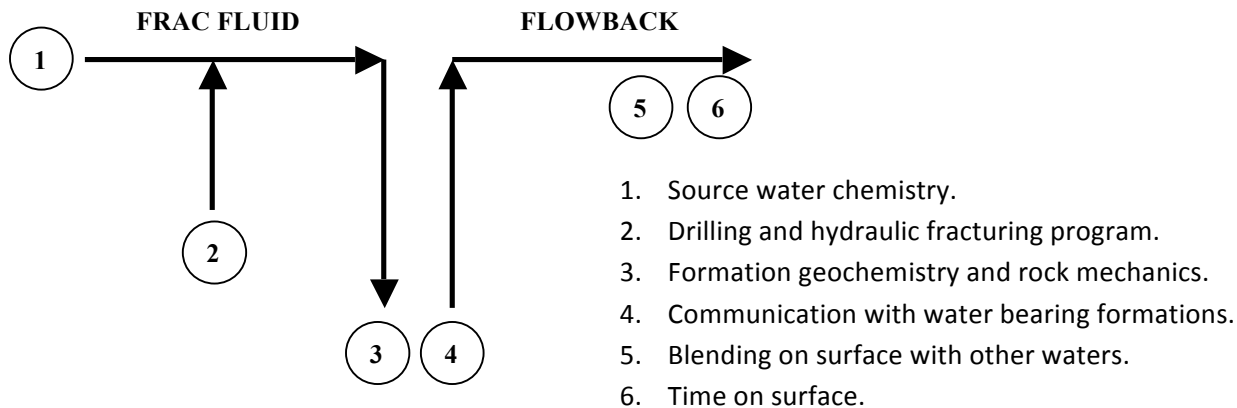 FRAC FLUID
FLOWBACK
1
5
6
2
3
4
1. Source water chemistry.
2. Drilling and hydraulic fracturing program.
3. Formation geochemistry and rock mechanics.
4. Communication with water bearing formations.
5. Blending on surface with other waters.
6. Time on surface.